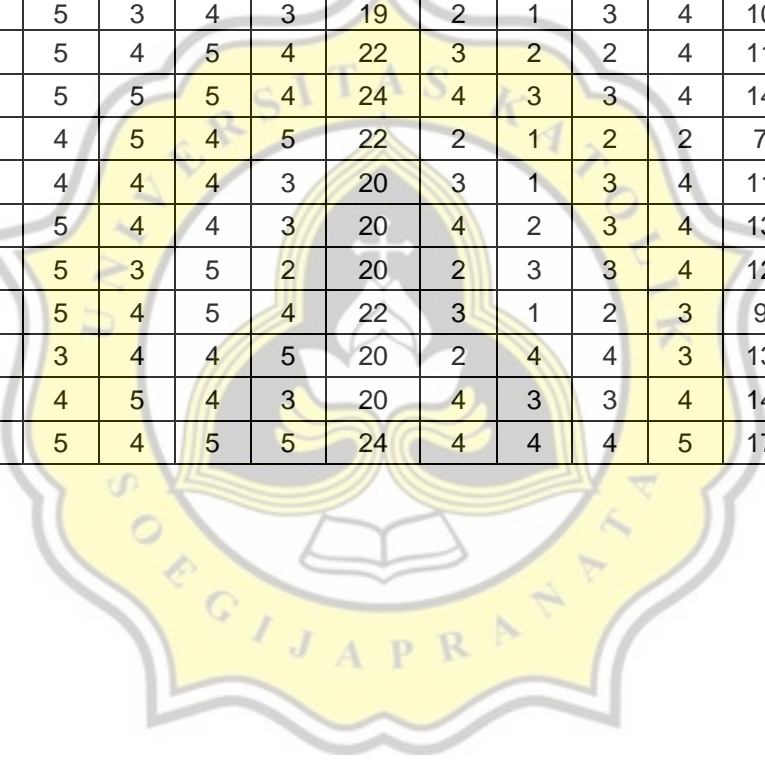 5 3 4 3 19 2 1 3 4
5 4 5 4 22 3 2 2 4
5 5 5 4 24 4 3 3 4
4 5 4 5 22 2 1 2 2
4 4 4 3 20 3 1 3 4
5 4 4 3 20 4 2 3 4
5 3 5 2 20 2 3 3 4
5 4 5 4 22 3 1 2 3
3 4 4 5 20 2 4 4 3
4 5 4 3 20 4 3 3 4
5 4 5 5 24 4 4 4 5
UNIVERSITAS KATOLIK
SOEGIJAPRANATA